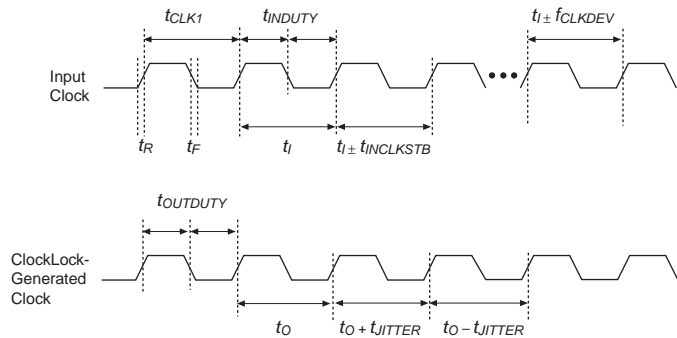 tCLK1 tINDUTY tI ± fCLKDEV
Input
Clock
tR tF tI tI ± tINCLKSTB
tOUTDUTY
ClockLock-
Generated
Clock
tO tO + tJITTER tO – tJITTER